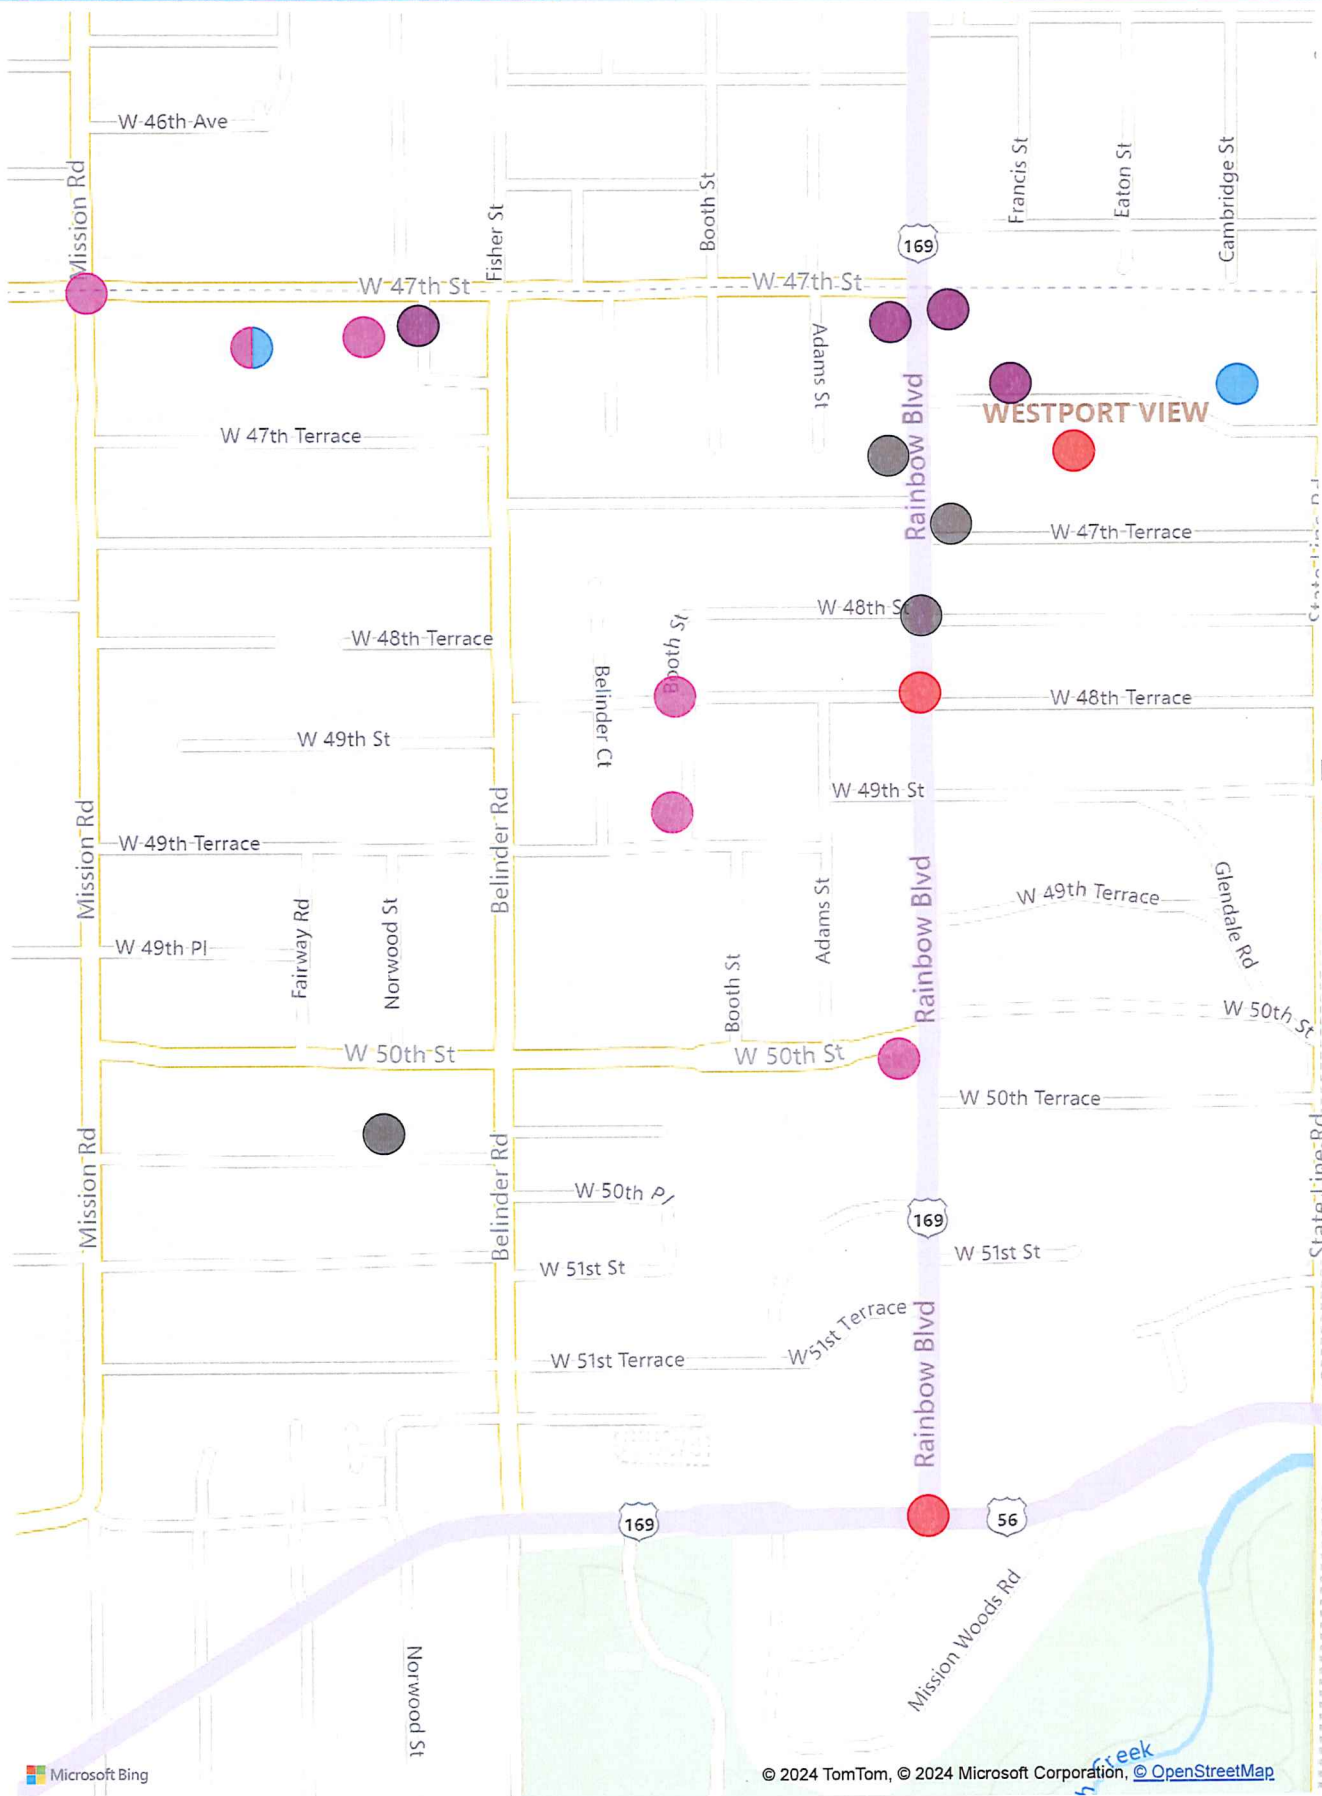 W 46th Ave
Mission Rd
Fisher St
Booth St
Francis St
Eaton St
Cambridge St
169
W 47th St
W 47th St
Adams St
Rainbow Blvd
WESTPORT VIEW
W 47th Terrace
W 47th Terrace
W 48th St
W 48th Terrace
Booth St
Belinder Ct
W 48th Terrace
W 49th St
W 49th St
Mission Rd
W 49th Terrace
Belinder Rd
Fairway Rd
Norwood St
Adams St
Rainbow Blvd
W 49th Terrace
Glendale Rd
W 49th Pl
Booth St
W 50th St
W 50th St
W 50th St
W 50th Terrace
Mission Rd
Belinder Rd
State Line Rd
W 50th Pl
169
W 51st St
W 51st St
W 51st Terrace
W 51st Terrace
Rainbow Blvd
169
56
Mission Woods Rd
Norwood St
Creek
Microsoft Bing
© 2024 TomTom, © 2024 Microsoft Corporation, © OpenStreetMap